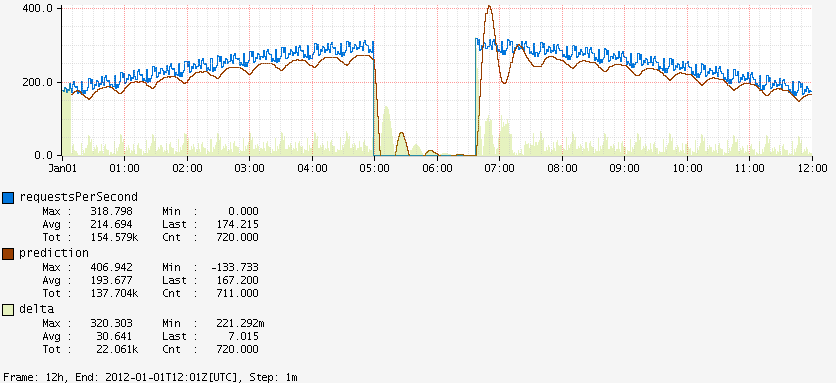 400.0
200.0
0.0
Jan01 01:00 02:00 03:00 04:00 05:00 06:00 07:00 08:00 09:00 10:00 11:00 12:00
requestsPerSecond
Max : 318.798 Min : 0.000
Avg : 214.694 Last : 174.215
Tot : 154.579k Cnt : 720.000
prediction
Max : 406.942 Min : -133.733
Avg : 193.677 Last : 167.200
Tot : 137.704k Cnt : 711.000
delta
Max : 320.303 Min : 221.292m
Avg : 30.641 Last : 7.015
Tot : 22.061k Cnt : 720.000
Frame: 12h, End: 2012-01-01T12:01Z[UTC], Step: 1m